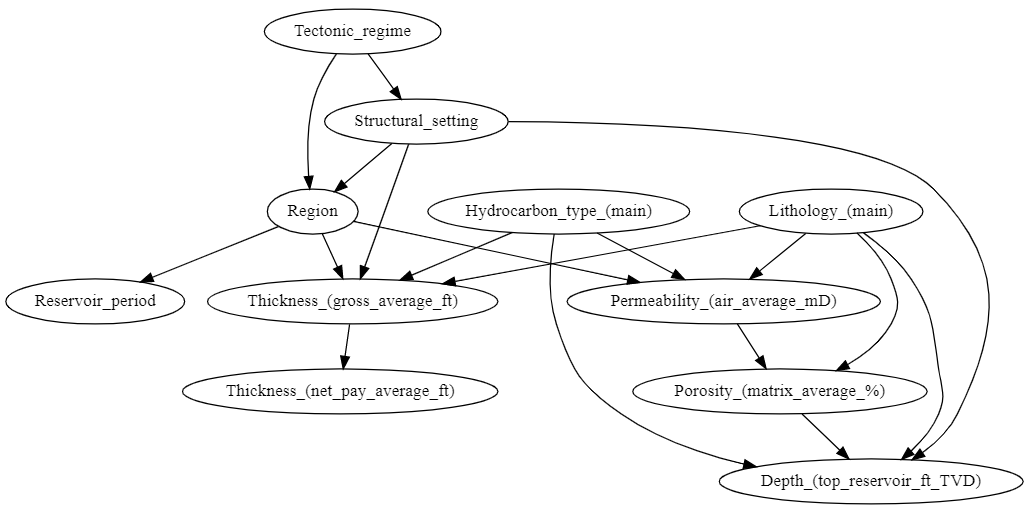 Tectonic_regime
Structural_setting
Region
Hydrocarbon_type_(main)
Lithology_(main)
Reservoir_period
Thickness_(gross_average_ft)
Permeability_(air_average_mD)
Thickness_(net_pay_average_ft)
Porosity_(matrix_average_%)
Depth_(top_reservoir_ft_TVD)